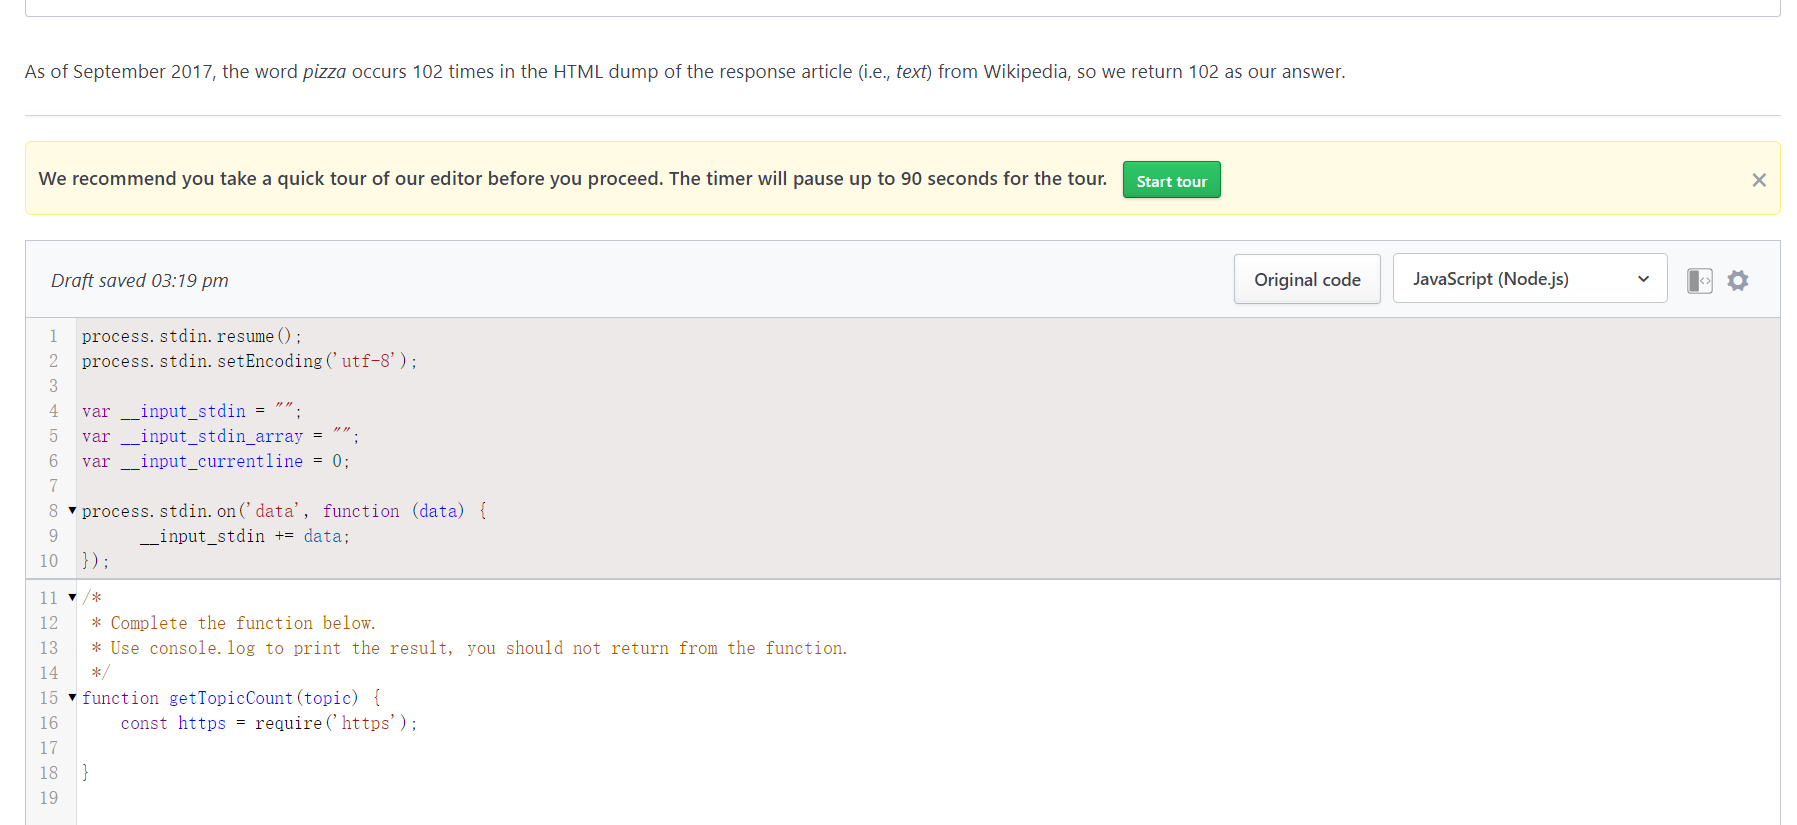 As of September 2017, the word pizza occurs 102 times in the HTML dump of the response article (i.e., text) from Wikipedia, so we return 102 as our answer.
We recommend you take a quick tour of our editor before you proceed. The timer will pause up to 90 seconds for the tour. Start tour
Draft saved 03:19 pm Original code JavaScript (Node.js)
1 process.stdin.resume();
2 process.stdin.setEncoding('utf-8');
3
4 var __input_stdin = "";
5 var __input_stdin_array = "";
6 var __input_currentline = 0;
7
8 process.stdin.on('data', function (data) {
9       __input_stdin += data;
10 });
11 /*
12  * Complete the function below.
13  * Use console.log to print the result, you should not return from the function.
14  */
15 function getTopicCount(topic) {
16     const https = require('https');
17
18 }
19